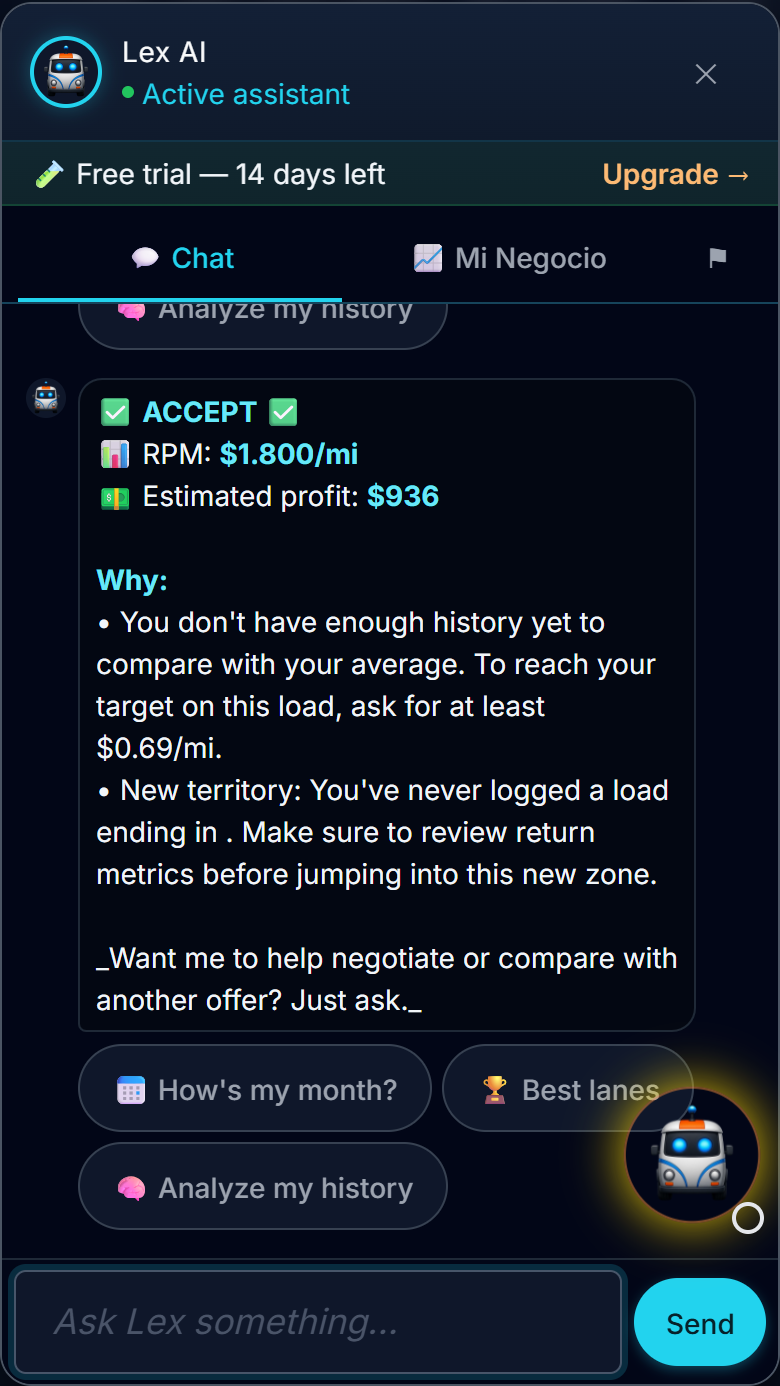 Lex AI
Active assistant
Free trial — 14 days left
Upgrade →
Chat
Mi Negocio
Analyze my history
✅ ACCEPT ✅
RPM: $1.800/mi
Estimated profit: $936
Why:
• You don't have enough history yet to
compare with your average. To reach your
target on this load, ask for at least
$0.69/mi.
• New territory: You've never logged a load
ending in . Make sure to review return
metrics before jumping into this new zone.
_Want me to help negotiate or compare with
another offer? Just ask._
How's my month?
Best lanes
Analyze my history
Ask Lex something...
Send